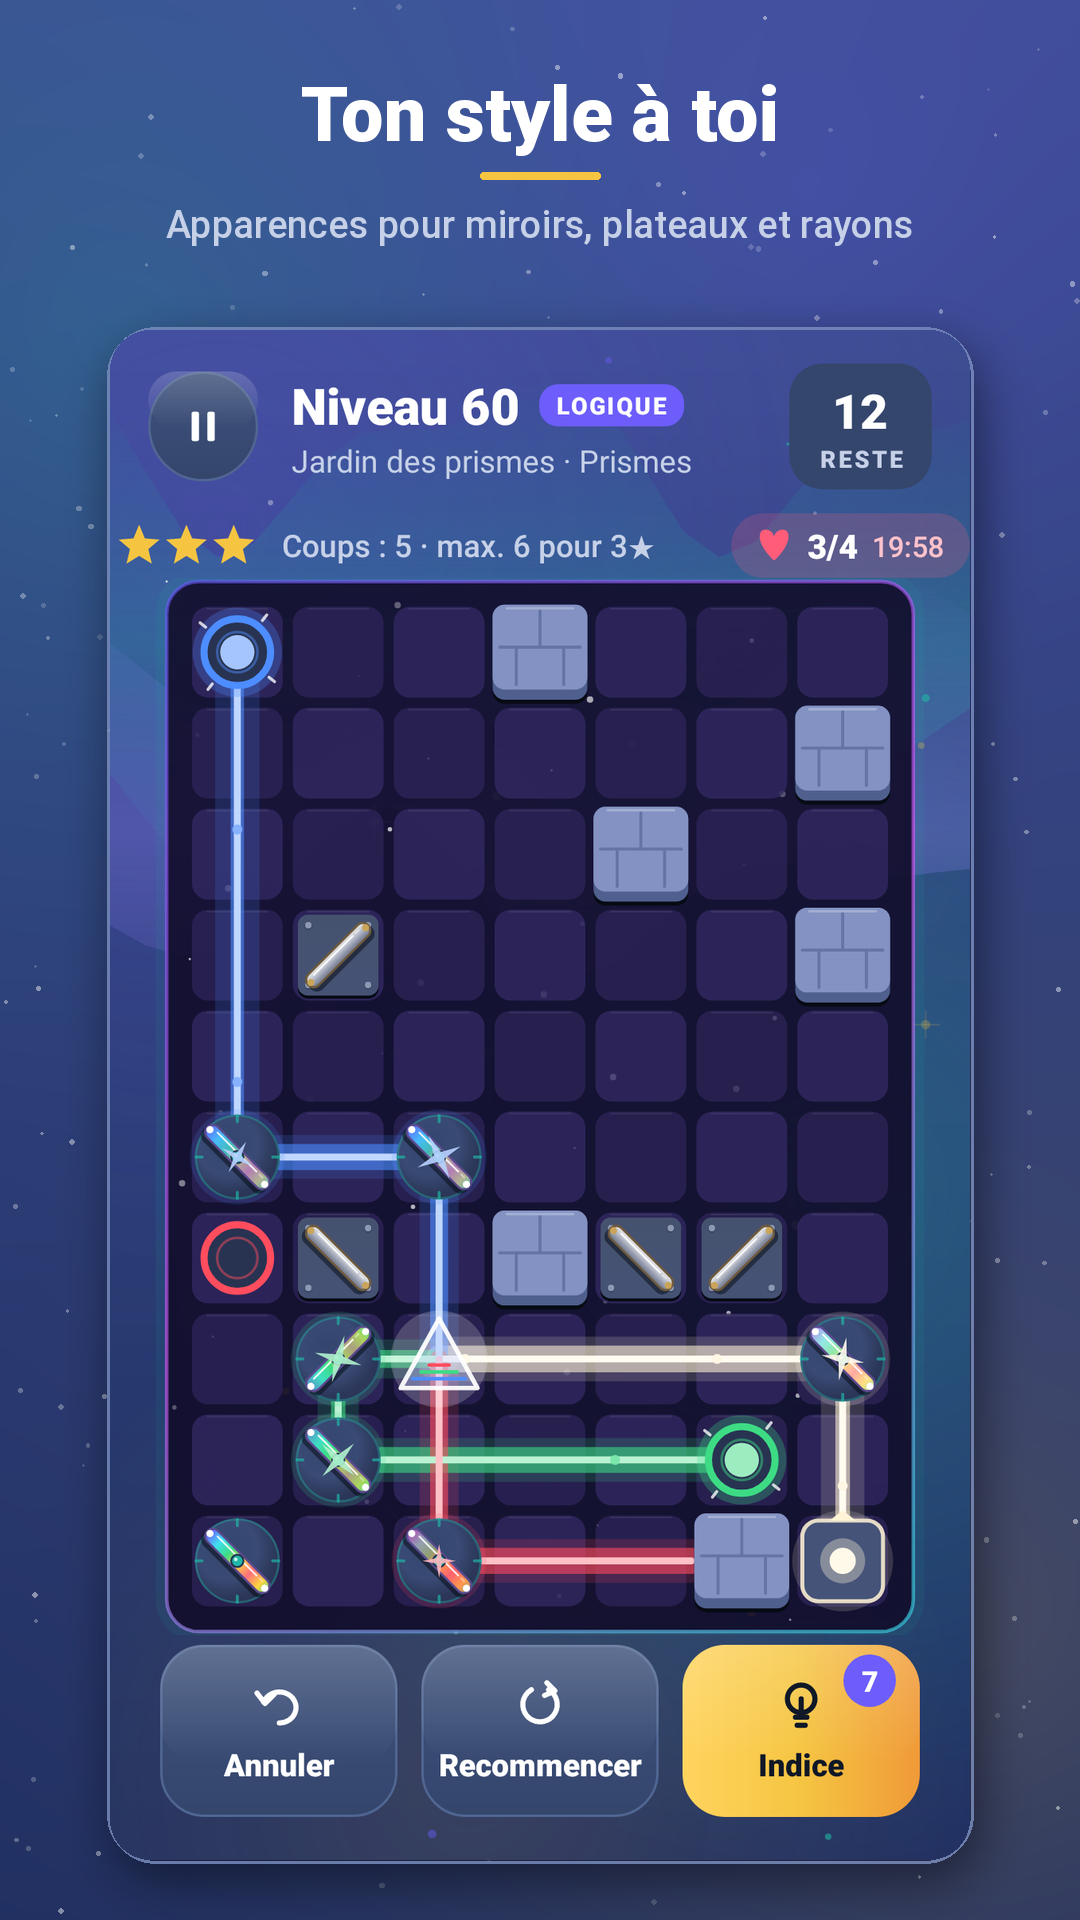 Ton style à toi
Apparences pour miroirs, plateaux et rayons
Niveau 60 LOGIQUE
Jardin des prismes · Prismes
12
RESTE
Coups : 5 · max. 6 pour 3★
3/4 19:58
Annuler
Recommencer
7
Indice